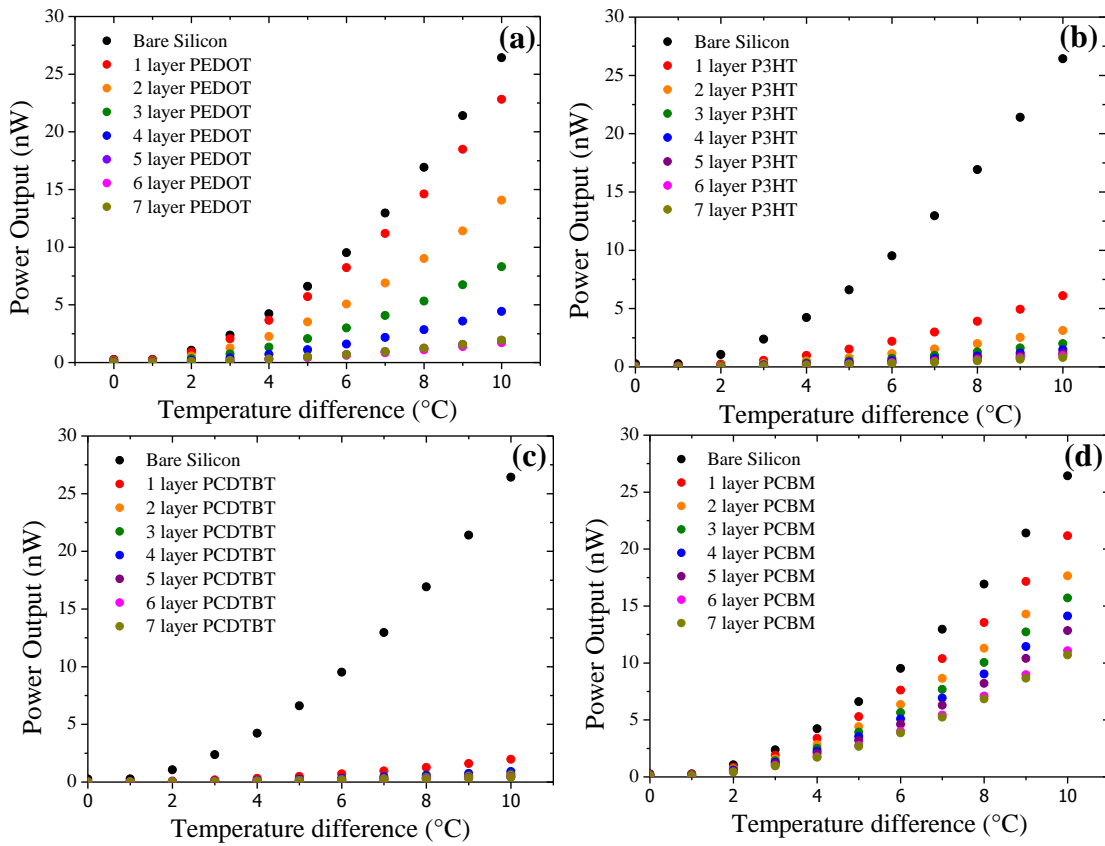 (a)
Power Output (nW)
30
25
20
15
10
5
0
Bare Silicon
1 layer PEDOT
2 layer PEDOT
3 layer PEDOT
4 layer PEDOT
5 layer PEDOT
6 layer PEDOT
7 layer PEDOT
0 2 4 6 8 10
Temperature difference (°C)
(b)
Power Output (nW)
30
25
20
15
10
5
0
Bare Silicon
1 layer P3HT
2 layer P3HT
3 layer P3HT
4 layer P3HT
5 layer P3HT
6 layer P3HT
7 layer P3HT
0 2 4 6 8 10
Temperature difference (°C)
(c)
Power Output (nW)
30
25
20
15
10
5
0
Bare Silicon
1 layer PCDTBT
2 layer PCDTBT
3 layer PCDTBT
4 layer PCDTBT
5 layer PCDTBT
6 layer PCDTBT
7 layer PCDTBT
0 2 4 6 8 10
Temperature difference (°C)
(d)
Power Output (nW)
30
25
20
15
10
5
0
Bare Silicon
1 layer PCBM
2 layer PCBM
3 layer PCBM
4 layer PCBM
5 layer PCBM
6 layer PCBM
7 layer PCBM
0 2 4 6 8 10
Temperature difference (°C)